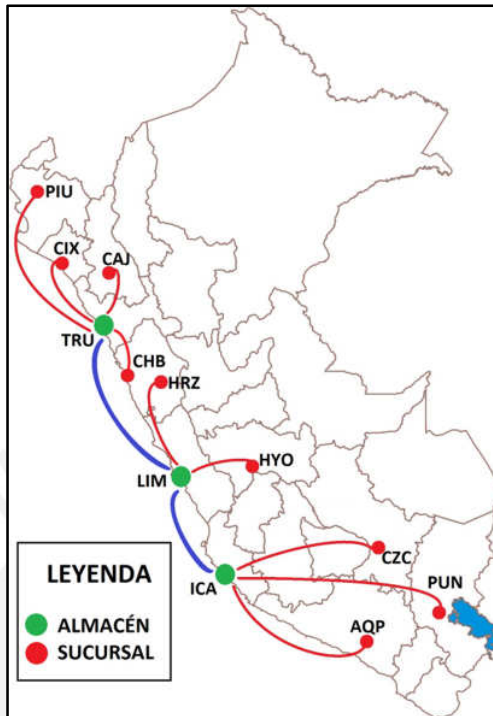 PIU
CIX
CAJ
TRU
CHB
HRZ
HYO
LIM
CZC
ICA
PUN
AQP
LEYENDA
ALMACÉN
SUCURSAL